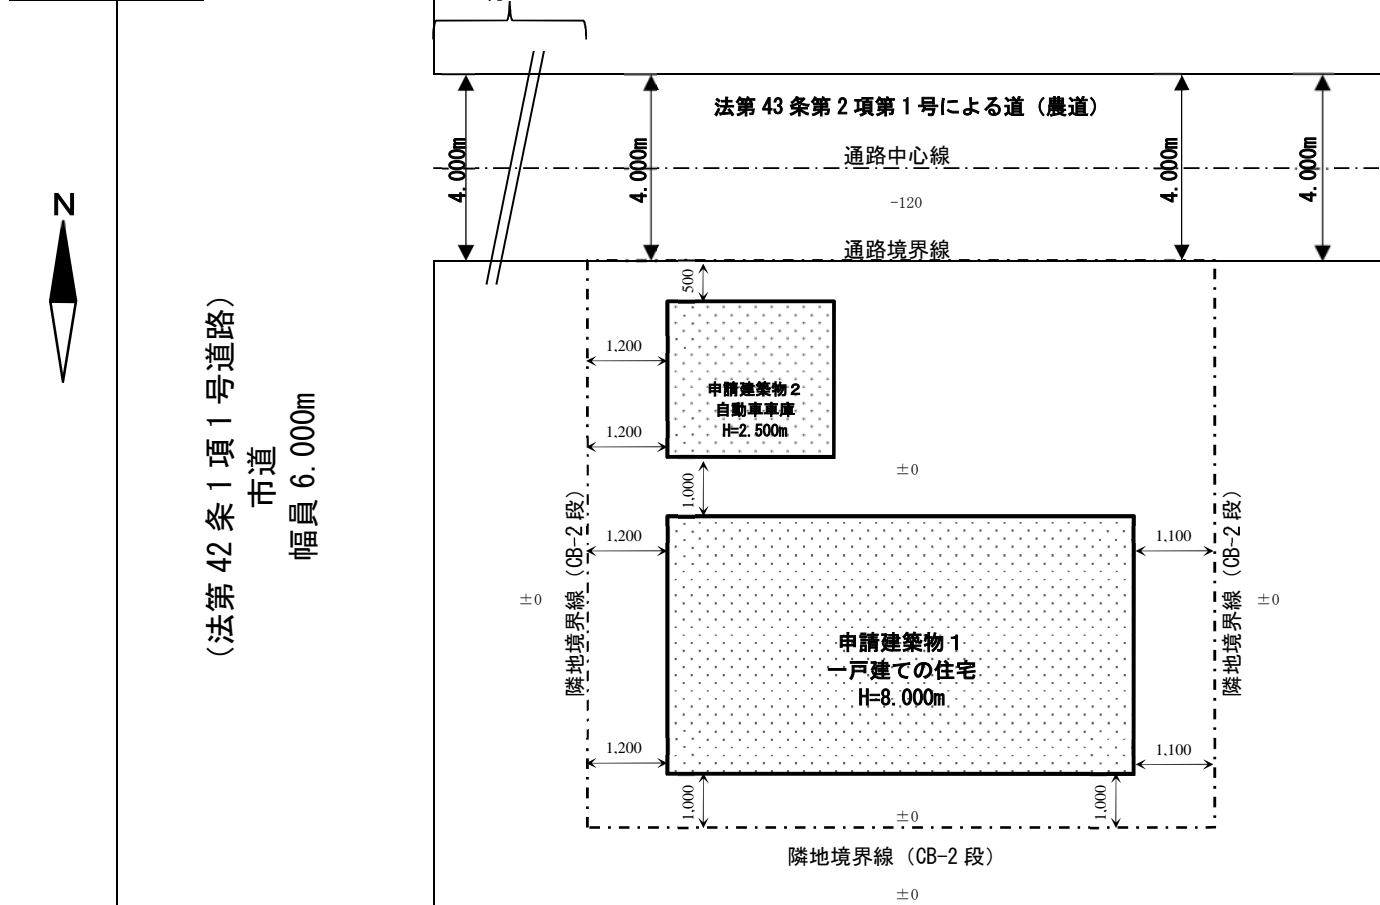 法第43条第2項第1号による道（農道）
4.000m
4.000m
4.000m
4.000m
通路中心線
-120
通路境界線
N
（法第42条1項1号道路）
市道
幅員6.000m
500
1,200
申請建築物2
自動車車庫
H=2.500m
1,200
±0
1,000
隣地境界線（CB-2段）
隣地境界線（CB-2段）
1,200
1,100
±0
±0
申請建築物1
一戸建ての住宅
H=8.000m
1,200
1,100
1,000
1,000
±0
隣地境界線（CB-2段）
±0